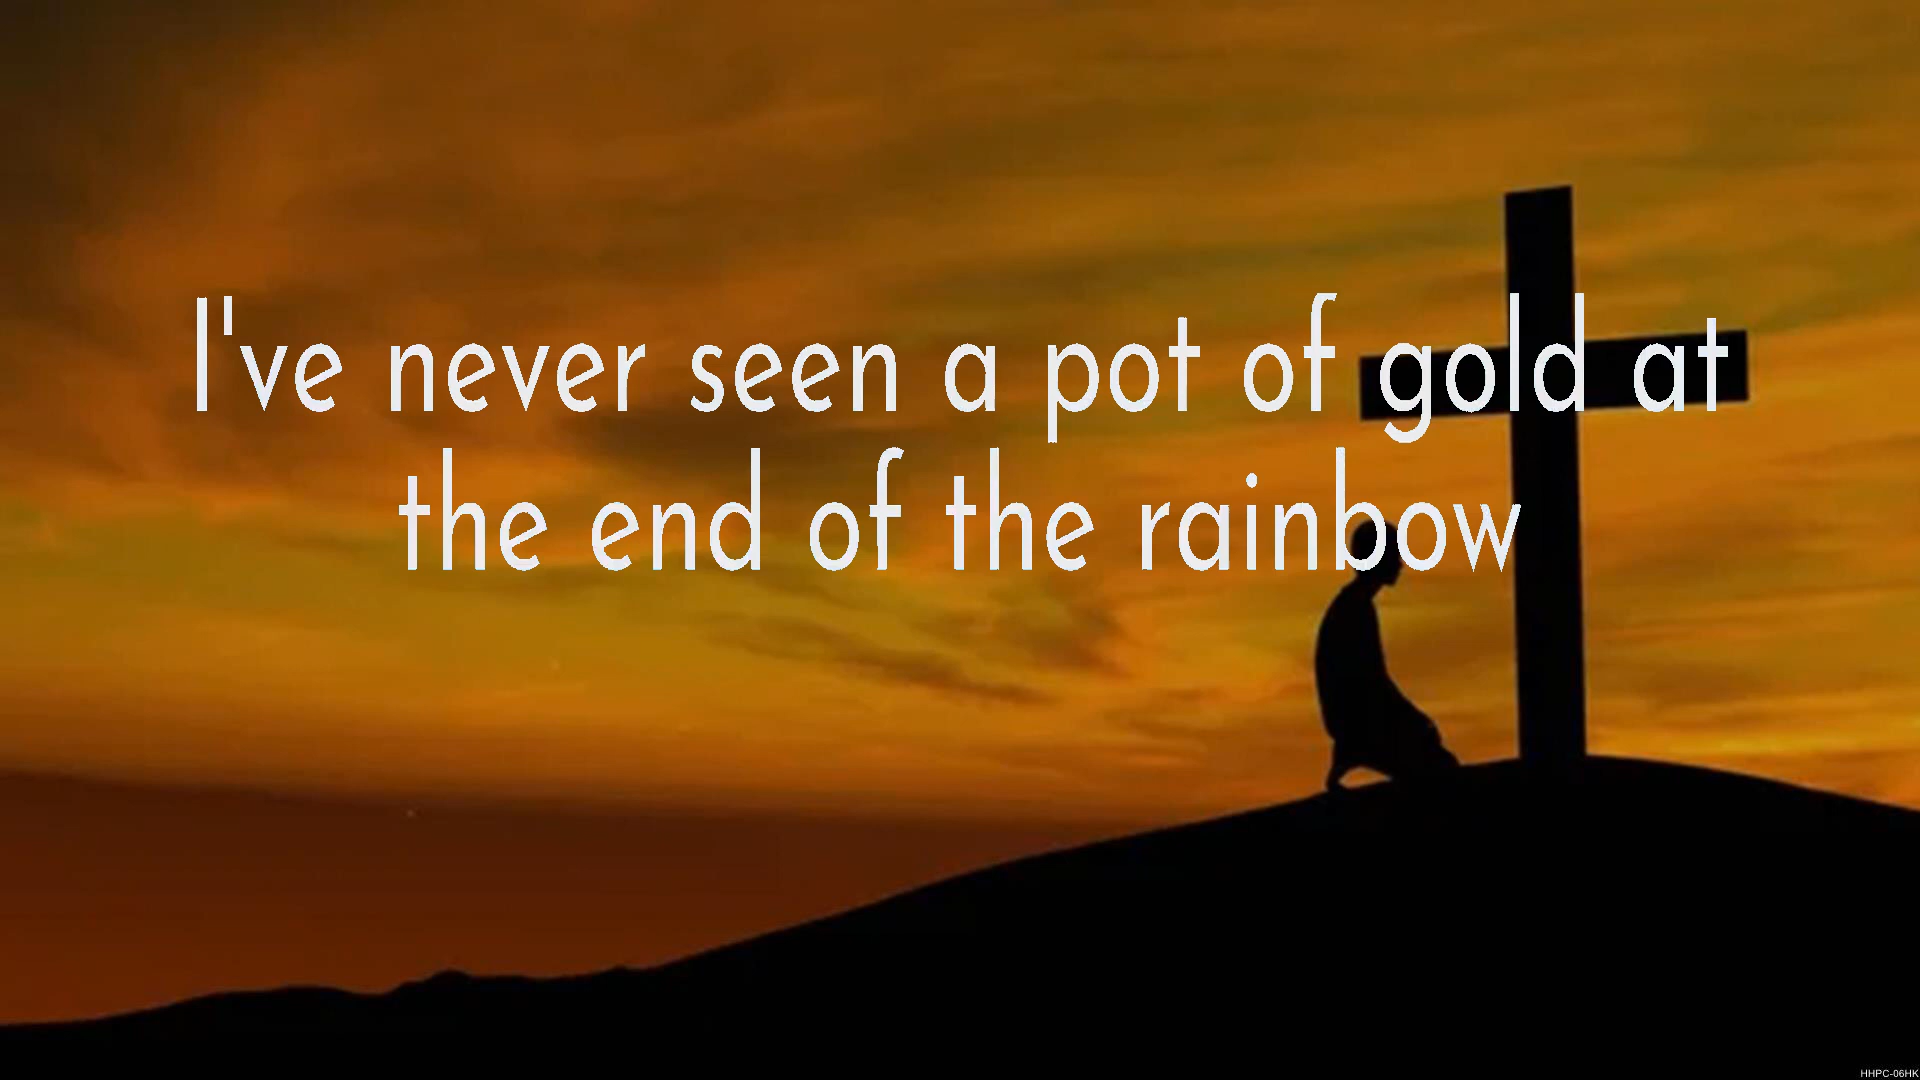 I've never seen a pot of gold at
the end of the rainbow
HHPC-06HK